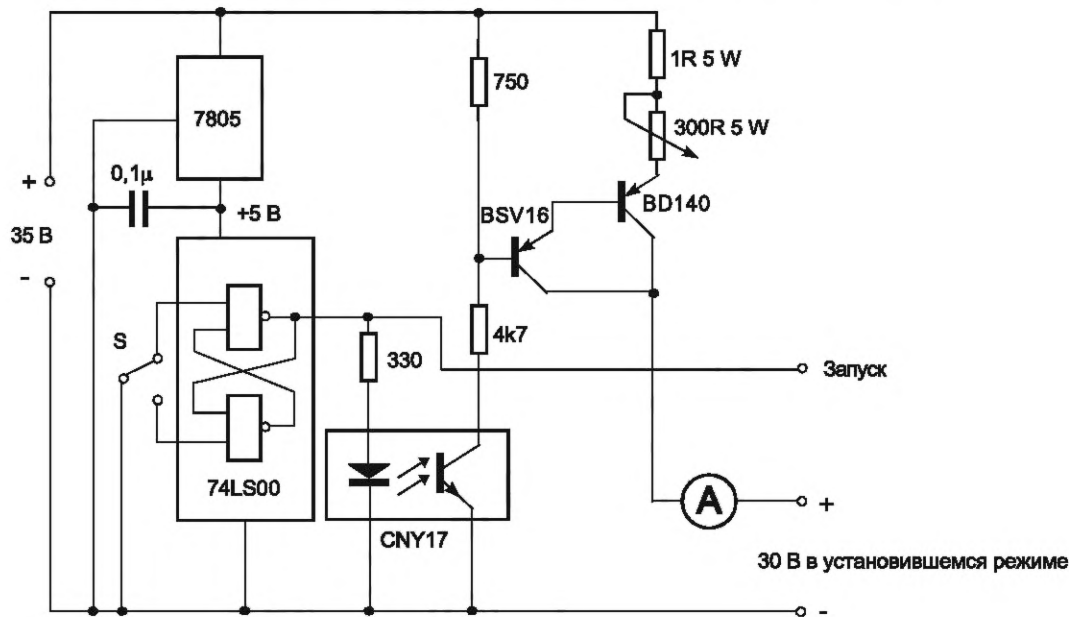 1R 5 W
750
7805
300R 5 W
0,1µ
+
BSV16
BD140
+5 В
35 В
-
S
330
4k7
Запуск
74LS00
A
+
CNY17
30 В в установившемся режиме
-